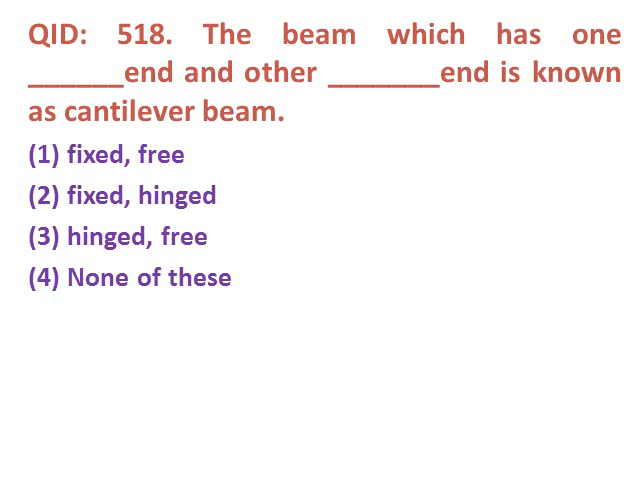 QID: 518. The beam which has one
______end and other _______end is known
as cantilever beam.
(1) fixed, free
(2) fixed, hinged
(3) hinged, free
(4) None of these